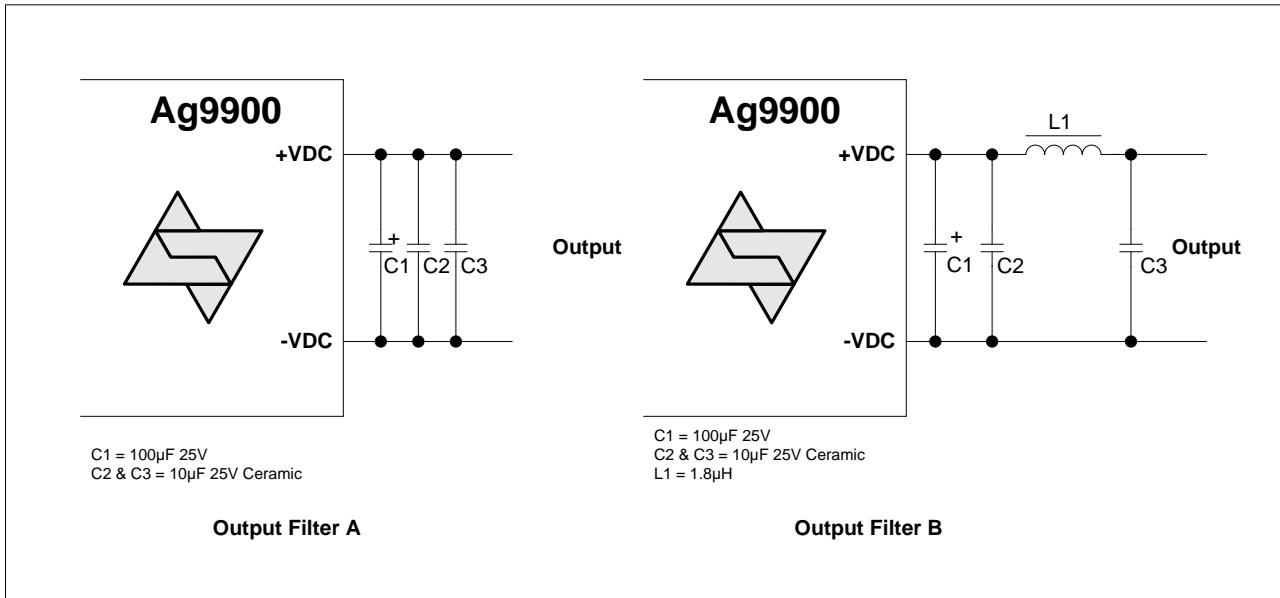 Ag9900
+VDC
+
C1
C2
C3
Output
-VDC
C1 = 100µF 25V
C2 & C3 = 10µF 25V Ceramic
Output Filter A
Ag9900
L1
+VDC
+
C1
C2
C3
Output
-VDC
C1 = 100µF 25V
C2 & C3 = 10µF 25V Ceramic
L1 = 1.8µH
Output Filter B